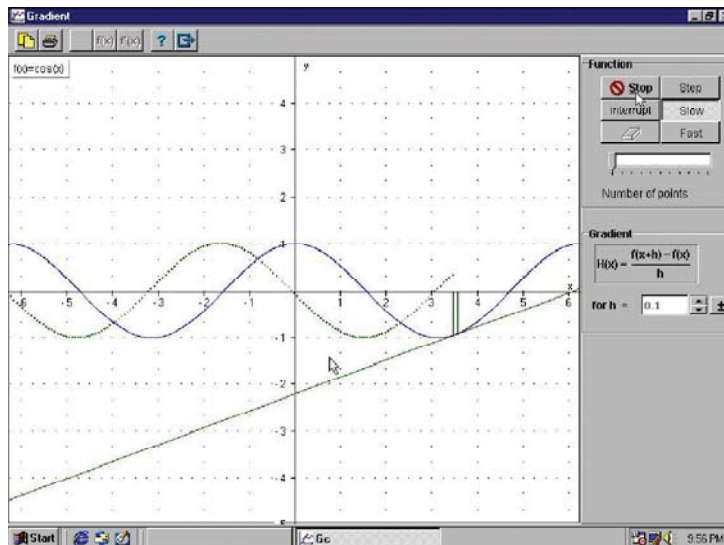 Gradient
f(x) f'(x) ?
f(x)=cos(x)
y
Function
Stop Step
Interrupt Slow
Fast
Number of points
Gradient
H(x) = f(x+h)-f(x)
h
for h = 0.1 ±
4
3
2
1
x
-6 -5 -4 -3 -2 -1 1 2 3 4 5 6
-1
-2
-3
-4
-5
Start Gc 9:56 PM